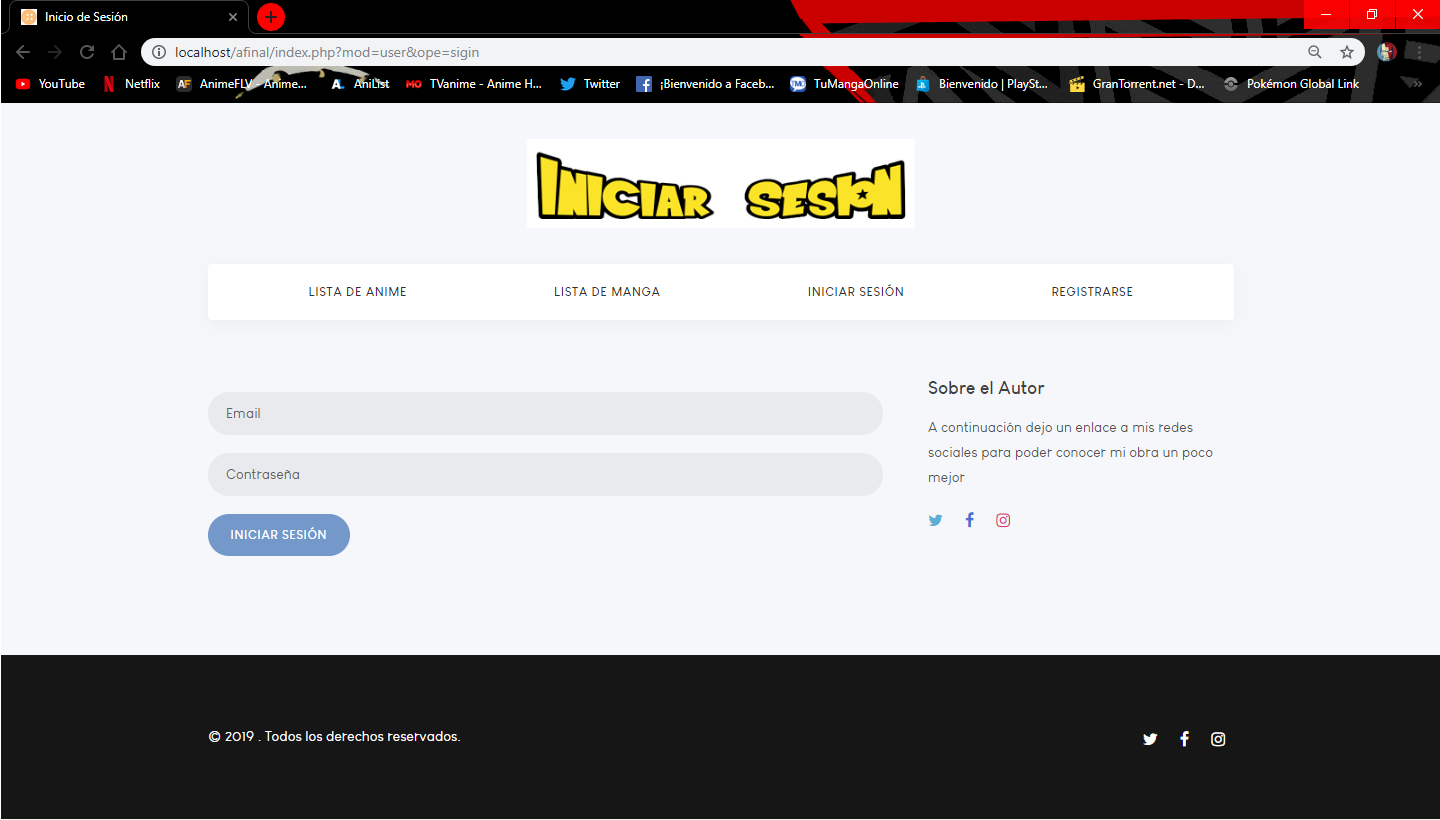 Inicio de Sesión
localhost/afinal/index.php?mod=user&ope=sigin
YouTube
Netflix
AF
AnimeFLV - Anime...
A.
AniList
MO
TVanime - Anime H...
Twitter
¡Bienvenido a Faceb...
TMO
TuMangaOnline
Bienvenido | PlaySt...
GranTorrent.net - D...
Pokémon Global Link
INICIAR SESION
LISTA DE ANIME
LISTA DE MANGA
INICIAR SESIÓN
REGISTRARSE
Email
Contraseña
INICIAR SESIÓN
Sobre el Autor
A continuación dejo un enlace a mis redes
sociales para poder conocer mi obra un poco
mejor
© 2019 . Todos los derechos reservados.